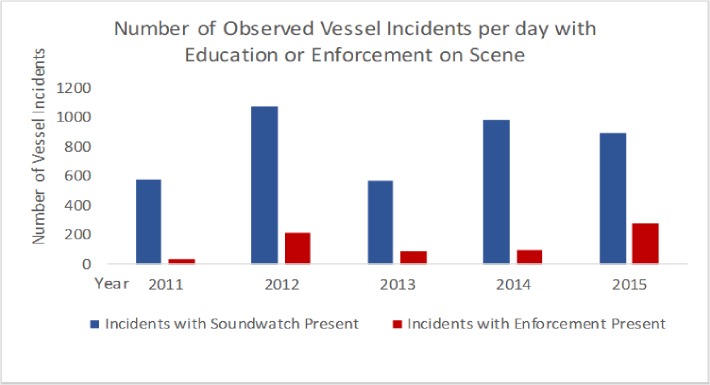 Number of Observed Vessel Incidents per day with
Education or Enforcement on Scene
Number of Vessel Incidents
1200
1000
800
600
400
200
0
Year 2011 2012 2013 2014 2015
Incidents with Soundwatch Present Incidents with Enforcement Present